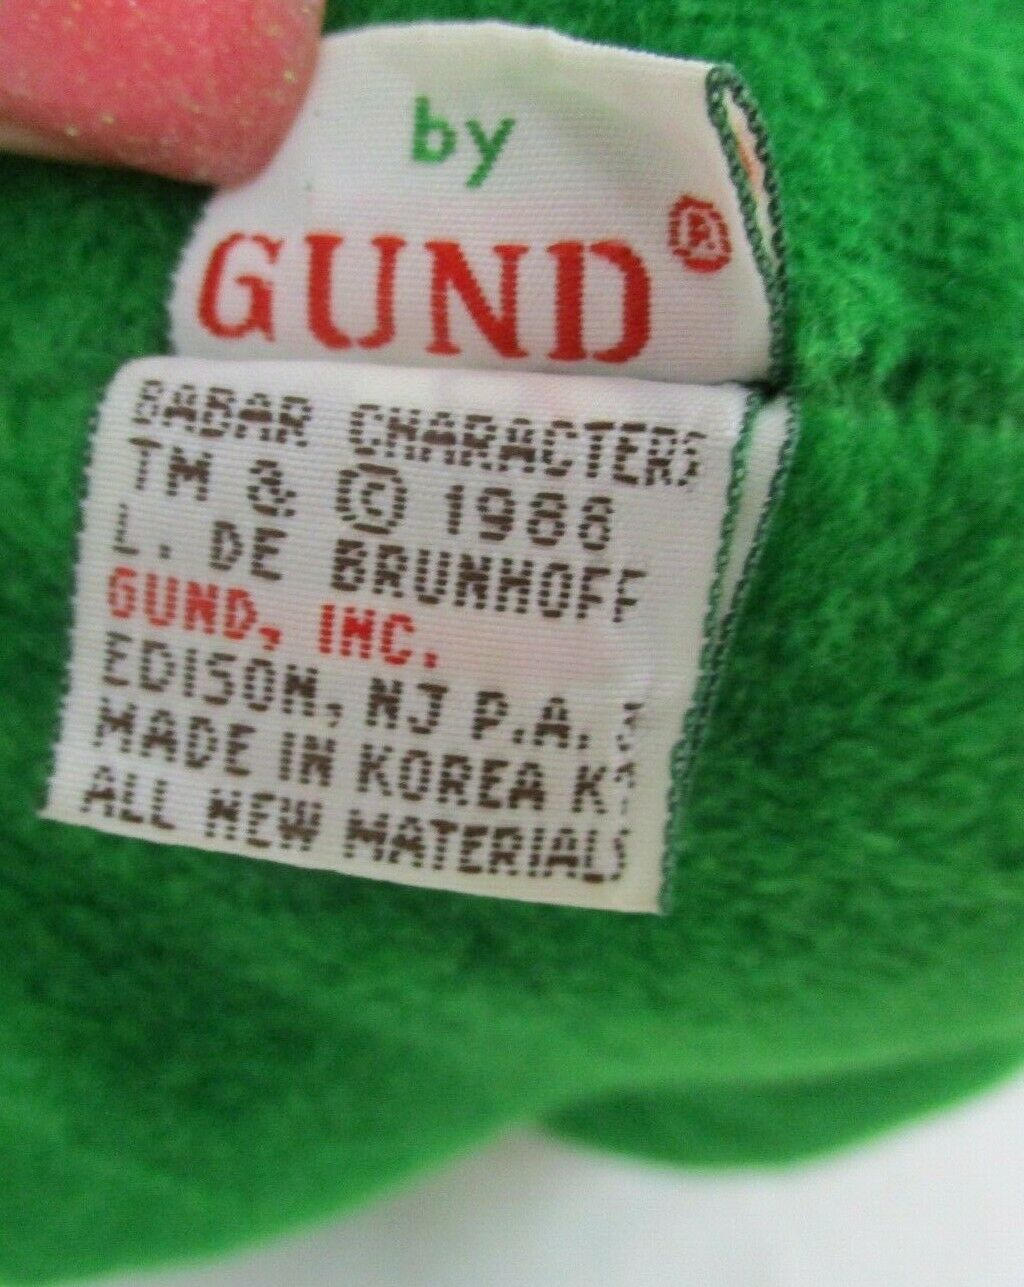 by
GUND®
BABAR CHARACTERS
TM & © 1988
L. DE BRUNHOFF
GUND, INC.
EDISON, NJ P.A.
MADE IN KOREA
ALL NEW MATERIALS